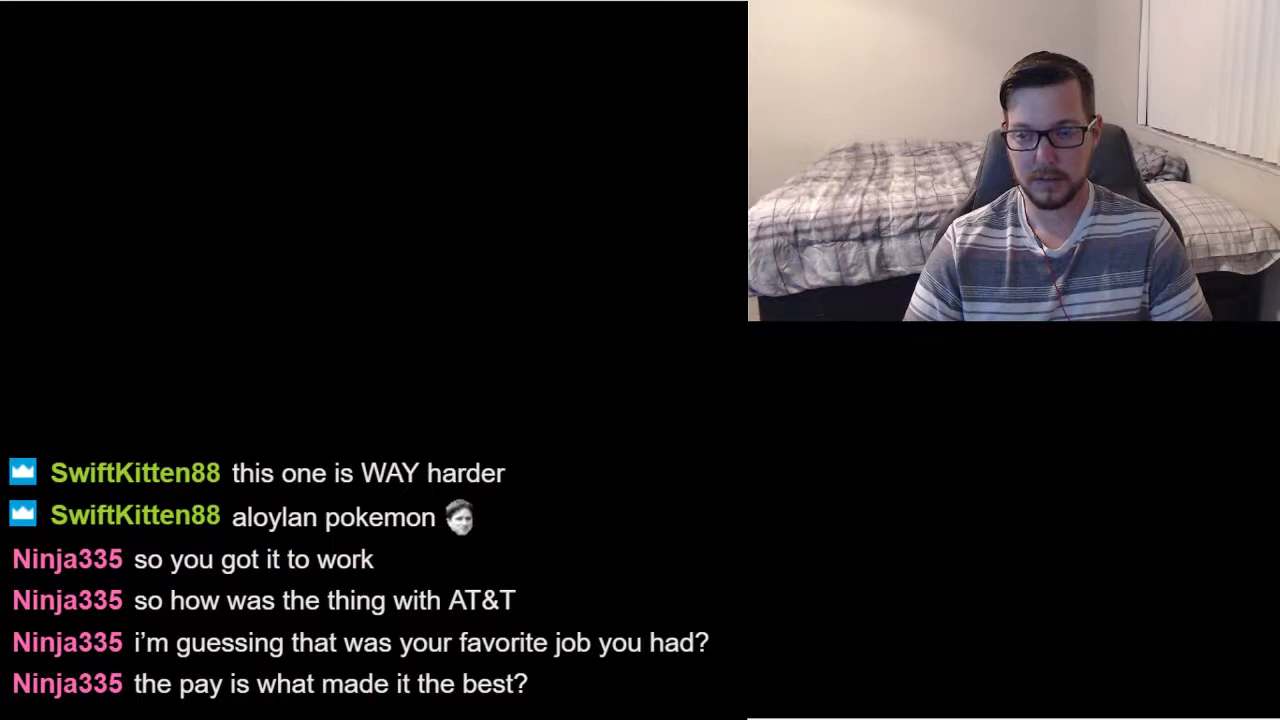 SwiftKitten88 this one is WAY harder
SwiftKitten88 aloylan pokemon
Ninja335 so you got it to work
Ninja335 so how was the thing with AT&T
Ninja335 i’m guessing that was your favorite job you had?
Ninja335 the pay is what made it the best?